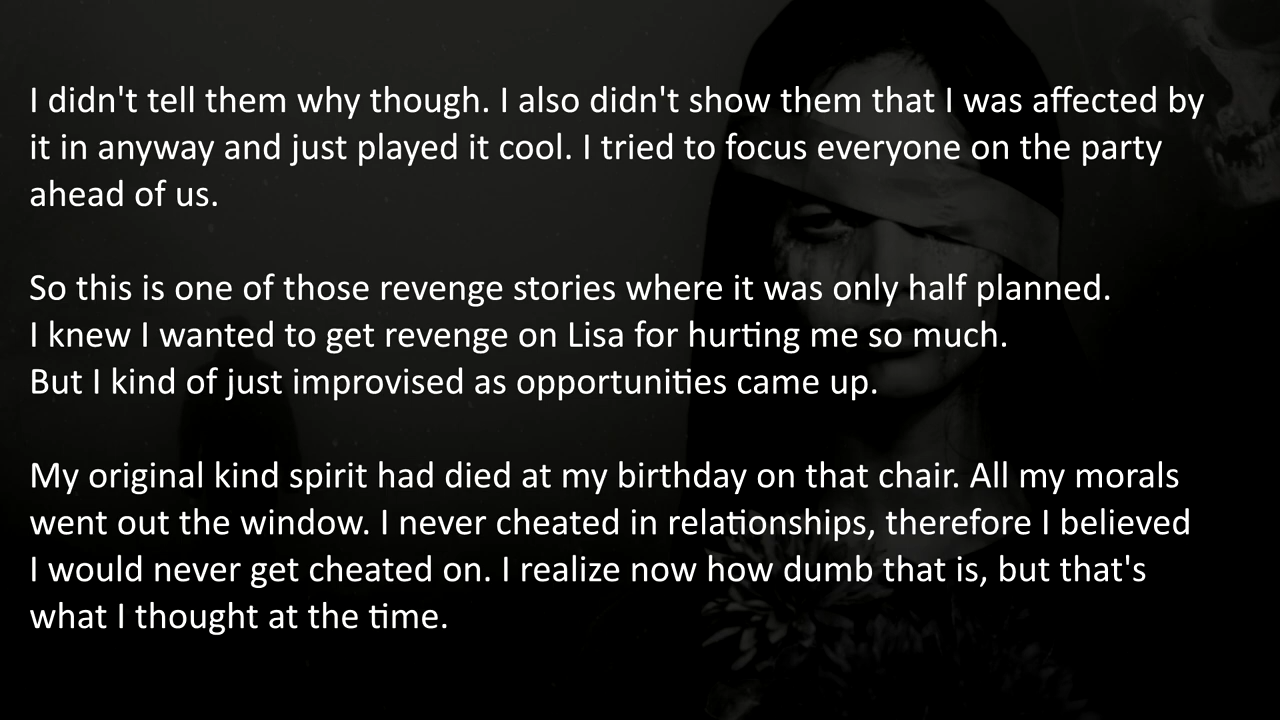 I didn't tell them why though. I also didn't show them that I was affected by
it in anyway and just played it cool. I tried to focus everyone on the party
ahead of us.
So this is one of those revenge stories where it was only half planned.
I knew I wanted to get revenge on Lisa for hurting me so much.
But I kind of just improvised as opportunities came up.
My original kind spirit had died at my birthday on that chair. All my morals
went out the window. I never cheated in relationships, therefore I believed
I would never get cheated on. I realize now how dumb that is, but that's
what I thought at the time.